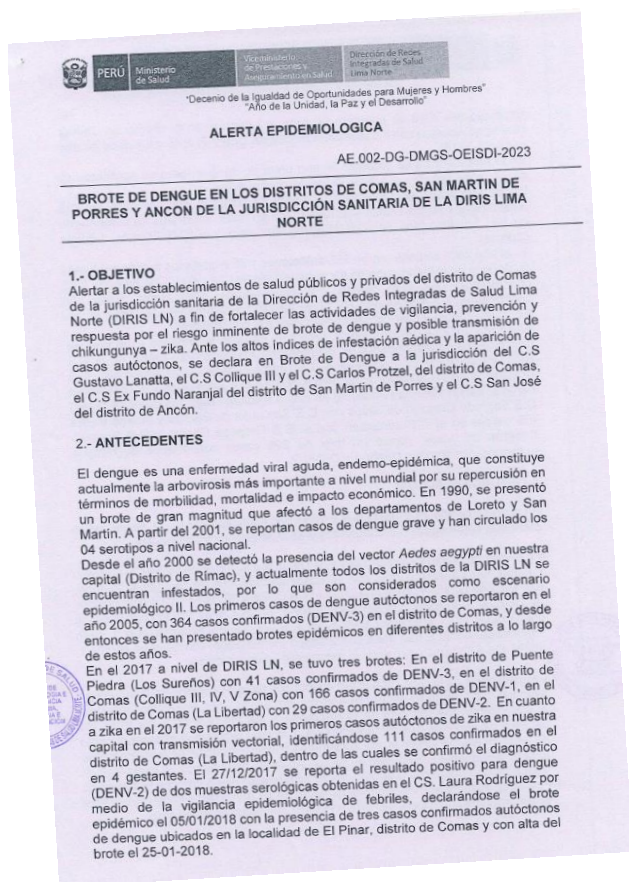 PERÚ
Ministerio
de Salud
Viceministerio
de Prestaciones y
Aseguramiento en Salud
Dirección de Redes
Integradas de Salud
Lima Norte
"Decenio de la Igualdad de Oportunidades para Mujeres y Hombres"
"Año de la Unidad, la Paz y el Desarrollo"
ALERTA EPIDEMIOLOGICA
AE.002-DG-DMGS-OEISDI-2023
BROTE DE DENGUE EN LOS DISTRITOS DE COMAS, SAN MARTIN DE
PORRES Y ANCON DE LA JURISDICCIÓN SANITARIA DE LA DIRIS LIMA
NORTE
1.- OBJETIVO
Alertar a los establecimientos de salud públicos y privados del distrito de Comas
de la jurisdicción sanitaria de la Dirección de Redes Integradas de Salud Lima
Norte (DIRIS LN) a fin de fortalecer las actividades de vigilancia, prevención y
respuesta por el riesgo inminente de brote de dengue y posible transmisión de
chikungunya – zika. Ante los altos índices de infestación aédica y la aparición de
casos autóctonos, se declara en Brote de Dengue a la jurisdicción del C.S
Gustavo Lanatta, el C.S Collique III y el C.S Carlos Protzel, del distrito de Comas,
el C.S Ex Fundo Naranjal del distrito de San Martin de Porres y el C.S San José
del distrito de Ancón.
2.- ANTECEDENTES
El dengue es una enfermedad viral aguda, endemo-epidémica, que constituye
actualmente la arbovirosis más importante a nivel mundial por su repercusión en
términos de morbilidad, mortalidad e impacto económico. En 1990, se presentó
un brote de gran magnitud que afectó a los departamentos de Loreto y San
Martin. A partir del 2001, se reportan casos de dengue grave y han circulado los
04 serotipos a nivel nacional.
Desde el año 2000 se detectó la presencia del vector Aedes aegypti en nuestra
capital (Distrito de Rímac), y actualmente todos los distritos de la DIRIS LN se
encuentran infestados, por lo que son considerados como escenario
epidemiológico II. Los primeros casos de dengue autóctonos se reportaron en el
año 2005, con 364 casos confirmados (DENV-3) en el distrito de Comas, y desde
entonces se han presentado brotes epidémicos en diferentes distritos a lo largo
de estos años.
En el 2017 a nivel de DIRIS LN, se tuvo tres brotes: En el distrito de Puente
Piedra (Los Sureños) con 41 casos confirmados de DENV-3, en el distrito de
Comas (Collique III, IV, V Zona) con 166 casos confirmados de DENV-1, en el
distrito de Comas (La Libertad) con 29 casos confirmados de DENV-2. En cuanto
a zika en el 2017 se reportaron los primeros casos autóctonos de zika en nuestra
capital con transmisión vectorial, identificándose 111 casos confirmados en el
distrito de Comas (La Libertad), dentro de las cuales se confirmó el diagnóstico
en 4 gestantes. El 27/12/2017 se reporta el resultado positivo para dengue
(DENV-2) de dos muestras serológicas obtenidas en el CS. Laura Rodríguez por
medio de la vigilancia epidemiológica de febriles, declarándose el brote
epidémico el 05/01/2018 con la presencia de tres casos confirmados autóctonos
de dengue ubicados en la localidad de El Pinar, distrito de Comas y con alta del
brote el 25-01-2018.